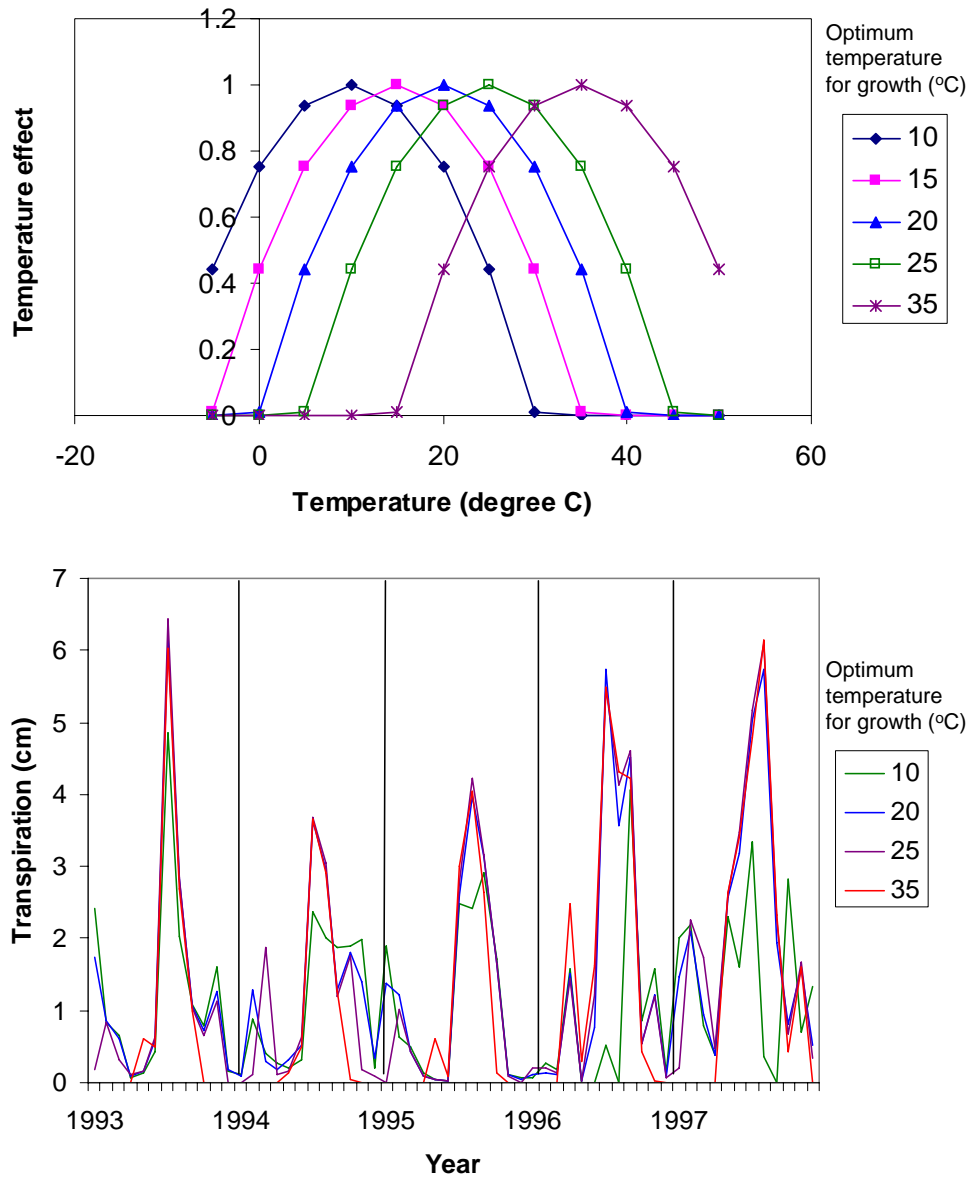 1.2
1
0.8
0.6
0.4
0.2
0
-20 0 20 40 60
Temperature effect
Temperature (degree C)
Optimum
temperature
for growth (ºC)
10
15
20
25
35
7
6
5
4
3
2
1
0
1993 1994 1995 1996 1997
Transpiration (cm)
Year
Optimum
temperature
for growth (ºC)
10
20
25
35